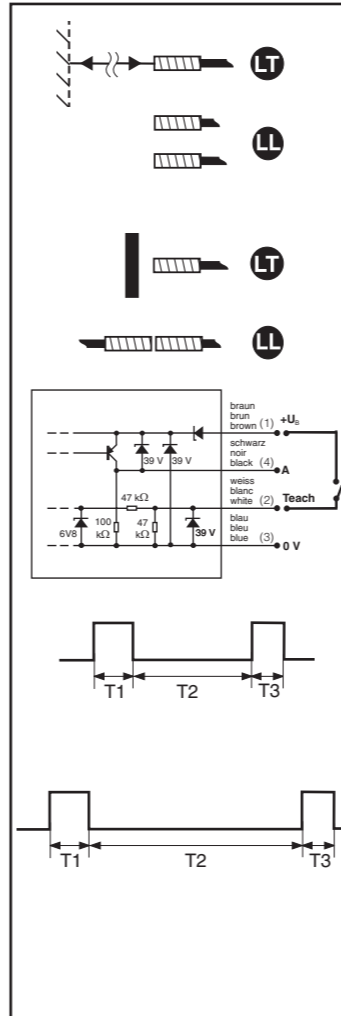 LT
LL
LT
LL
braun
brun
brown (1) +UB
schwarz
noir
black (4) A
39 V 39 V
weiss
blanc
white (2) Teach
47 kΩ
6V8 100 kΩ 47 kΩ 39 V
blau
bleu
blue (3) 0 V
T1 T2 T3
T1 T2 T3